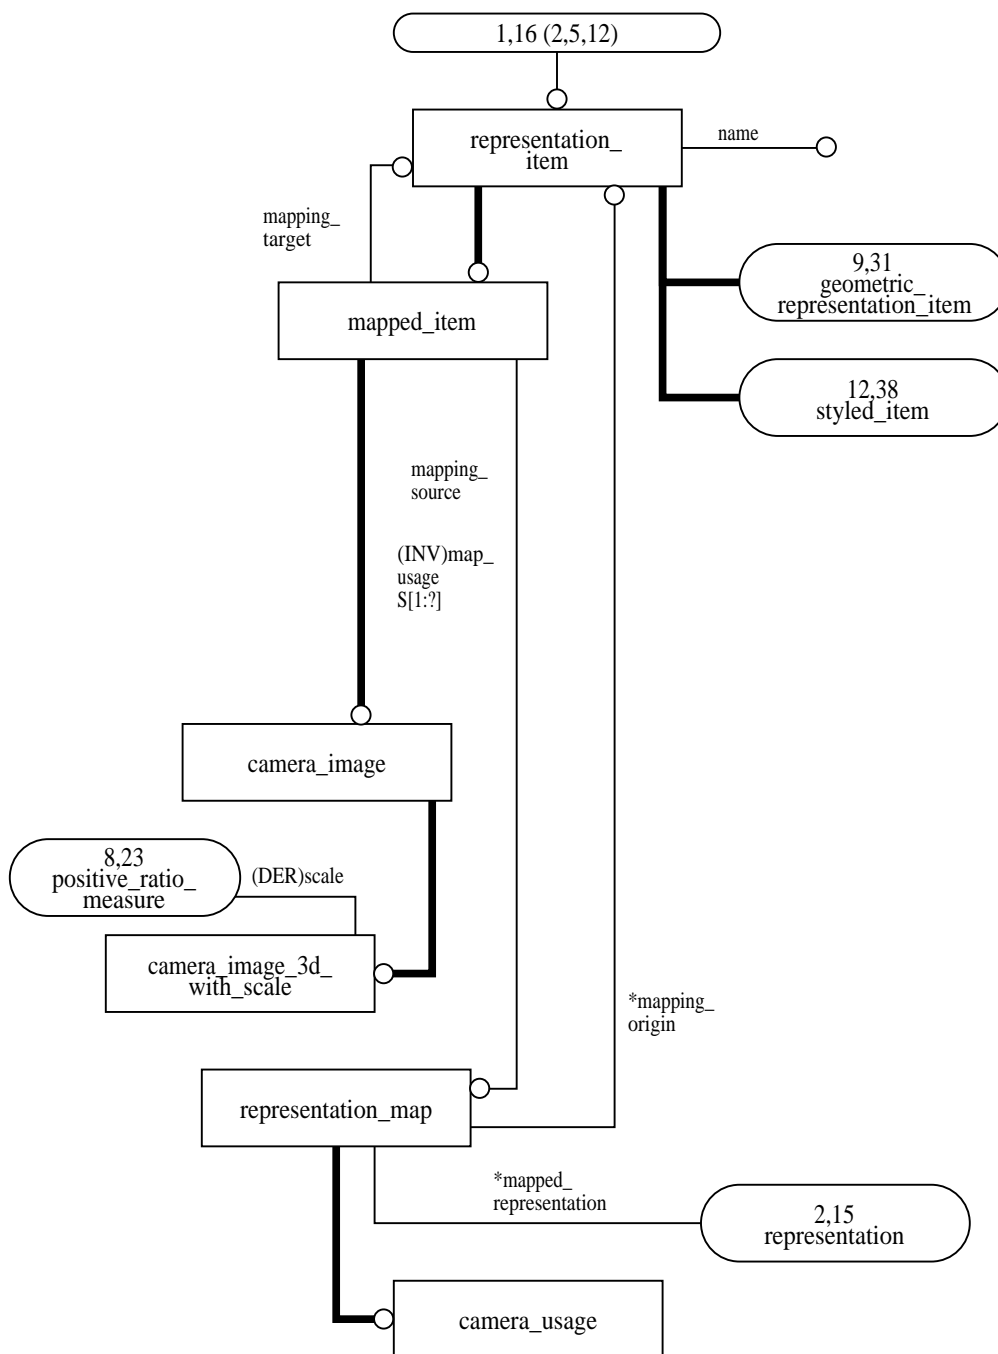 1,16 (2,5,12)
representation_
item
name
mapping_
target
9,31
geometric_
representation_item
mapped_item
12,38
styled_item
mapping_
source
(INV)map_
usage
S[1:?]
camera_image
8,23
positive_ratio_
measure
(DER)scale
camera_image_3d_
with_scale
*mapping_
origin
representation_map
*mapped_
representation
2,15
representation
camera_usage